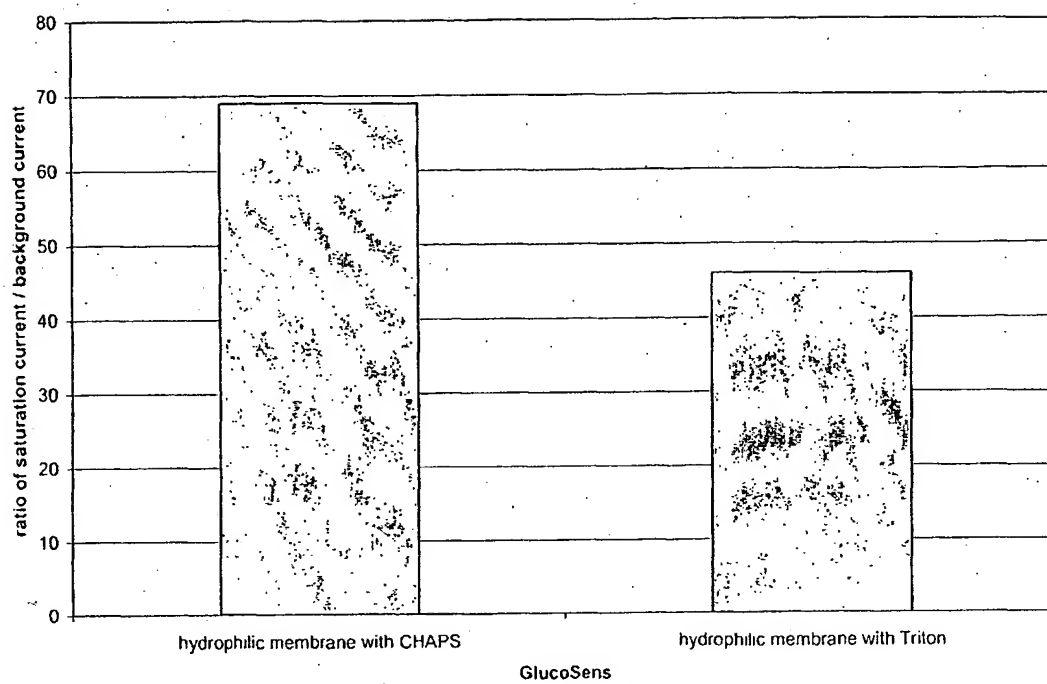 80
70
60
50
40
30
20
10
0
ratio of saturation current / background current
hydrophilic membrane with CHAPS
hydrophilic membrane with Triton
GlucoSens